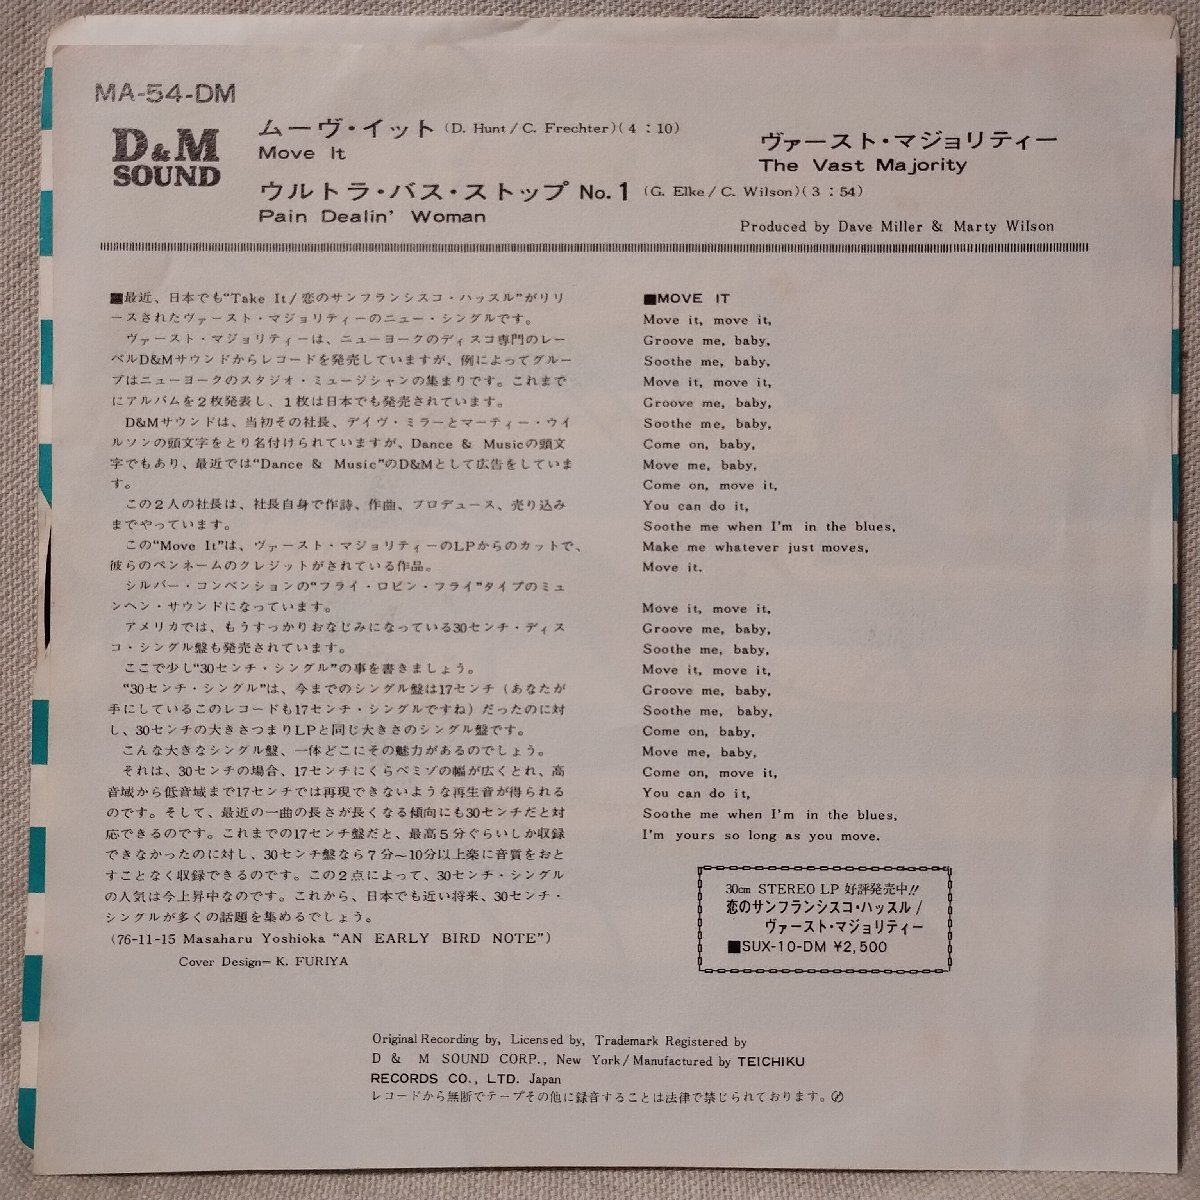 MA-54-DM
D&M
SOUND
ムーヴ・イット (D. Hunt / C. Frechter)(4:10)
Move It
ウルトラ・バス・ストップ No.1 (G. Elke / C. Wilson)(3:54)
Pain Dealin' Woman
ヴァースト・マジョリティー
The Vast Majority
Produced by Dave Miller & Marty Wilson
■最近、日本でも“Take It/恋のサンフランシスコ・ハッスル”がリリ
ースされたヴァースト・マジョリティーのニュー・シングルです。
ヴァースト・マジョリティーは、ニューヨークのディスコ専門のレー
ベルD&Mサウンドからレコードを発売していますが、例によってグルー
プはニューヨークのスタジオ・ミュージシャンの集まりです。これまで
にアルバムを2枚発表し、1枚は日本でも発売されています。
D&Mサウンドは、当初その社長、デイヴ・ミラーとマーティー・ウイ
ルソンの頭文字をとり名付けられていますが、Dance & Musicの頭文
字でもあり、最近では“Dance & Music”のD&Mとして広告をしていま
す。
この2人の社長は、社長自身で作詩、作曲、プロデュース、売り込み
までやっています。
この“Move It”は、ヴァースト・マジョリティーのLPからのカットで、
彼らのペンネームのクレジットがされている作品。
シルバー・コンベンションの“フライ・ロビン・フライ”タイプのミュ
ンヘン・サウンドになっています。
アメリカでは、もうすっかりおなじみになっている30センチ・ディス
コ・シングル盤も発売されています。
ここで少し“30センチ・シングル”の事を書きましょう。
“30センチ・シングル”は、今までのシングル盤は17センチ(あなたが
手にしているこのレコードも17センチ・シングルですね)だったのに対
し、30センチの大きさつまりLPと同じ大きさのシングル盤です。
こんな大きなシングル盤、一体どこにその魅力があるのでしょう。
それは、30センチの場合、17センチにくらべミゾの幅が広くとれ、高
音域から低音域まで17センチでは再現できないような再生音が得られる
のです。そして、最近の一曲の長さが長くなる傾向にも30センチだと対
応できるのです。これまでの17センチ盤だと、最高5分ぐらいしか収録
できなかったのに対し、30センチ盤なら7分〜10分以上楽に音質をおと
すことなく収録できるのです。この2点によって、30センチ・シングル
の人気は今上昇中なのです。これから、日本でも近い将来、30センチ・
シングルが多くの話題を集めるでしょう。
(76-11-15 Masaharu Yoshioka “AN EARLY BIRD NOTE”)
Cover Design— K. FURIYA
■MOVE IT
Move it, move it,
Groove me, baby,
Soothe me, baby,
Move it, move it,
Groove me, baby,
Soothe me, baby,
Come on, baby,
Move me, baby,
Come on, move it,
You can do it,
Soothe me when I'm in the blues,
Make me whatever just moves,
Move it.
Move it, move it,
Groove me, baby,
Soothe me, baby,
Move it, move it,
Groove me, baby,
Soothe me, baby,
Come on, baby,
Move me, baby,
Come on, move it,
You can do it,
Soothe me when I'm in the blues,
I'm yours so long as you move.
30cm STEREO LP 好評発売中!!
恋のサンフランシスコ・ハッスル/
ヴァースト・マジョリティー
■SUX-10-DM ¥2,500
Original Recording by, Licensed by, Trademark Registered by
D & M SOUND CORP., New York/Manufactured by TEICHIKU
RECORDS CO., LTD. Japan
レコードから無断でテープその他に録音することは法律で禁じられております。